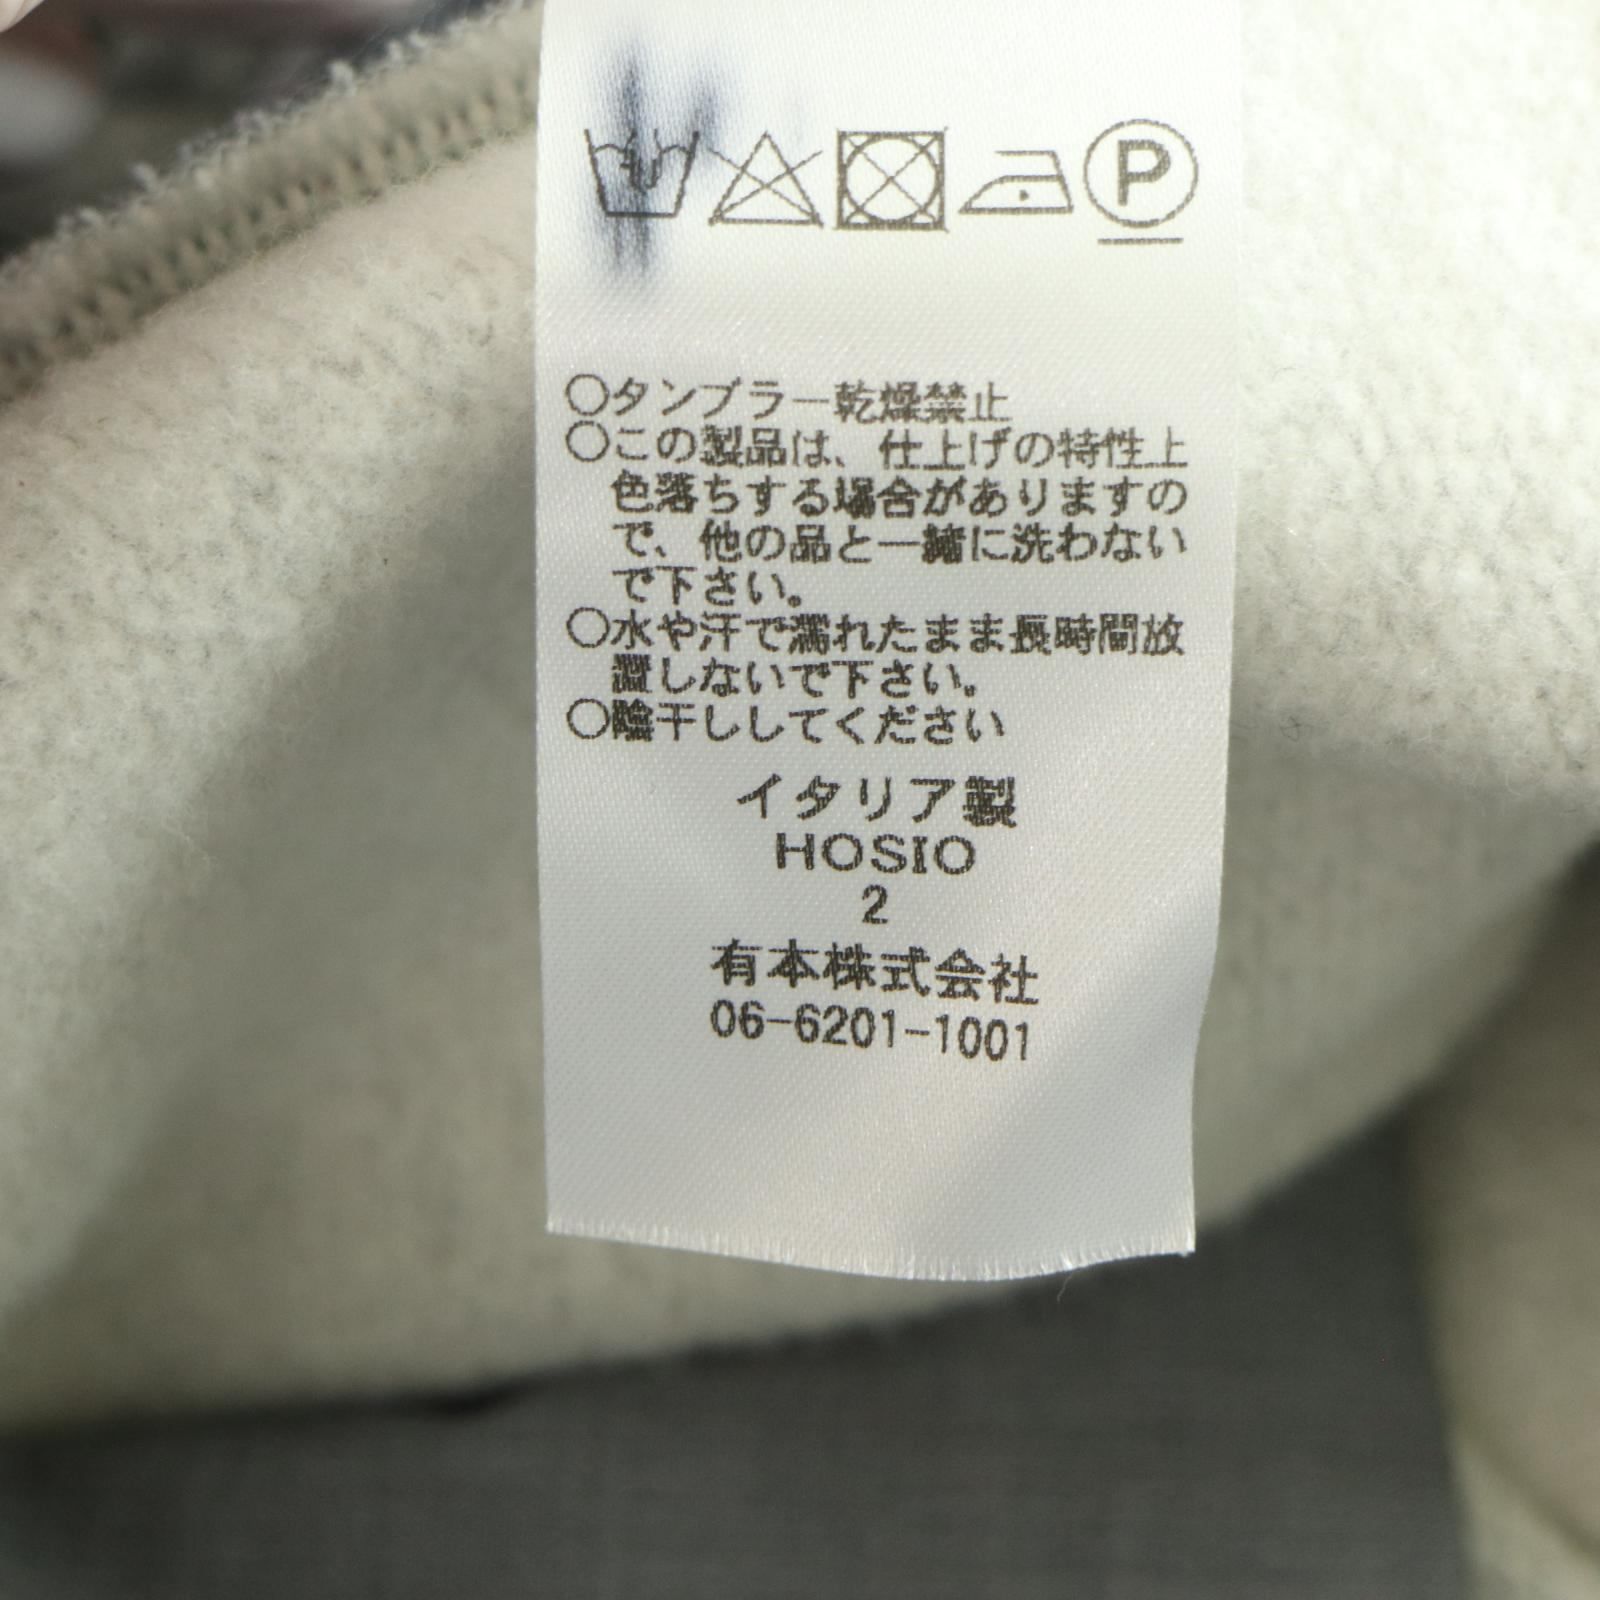 P
○タンブラー乾燥禁止
○この製品は、仕上げの特性上
色落ちする場合がありますの
で、他の品と一緒に洗わない
で下さい。
○水や汗で濡れたまま長時間放
置しないで下さい。
○陰干ししてください
イタリア製
HOSIO
2
有本株式会社
06-6201-1001